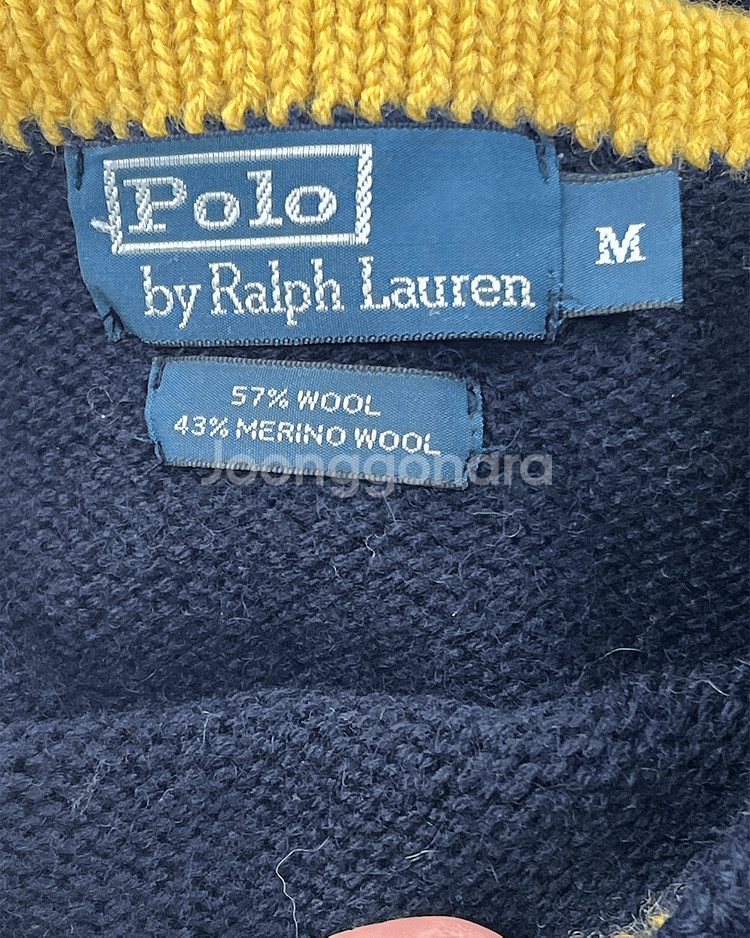 Polo
by Ralph Lauren
M
57% WOOL
43% MERINO WOOL
Joonggonara